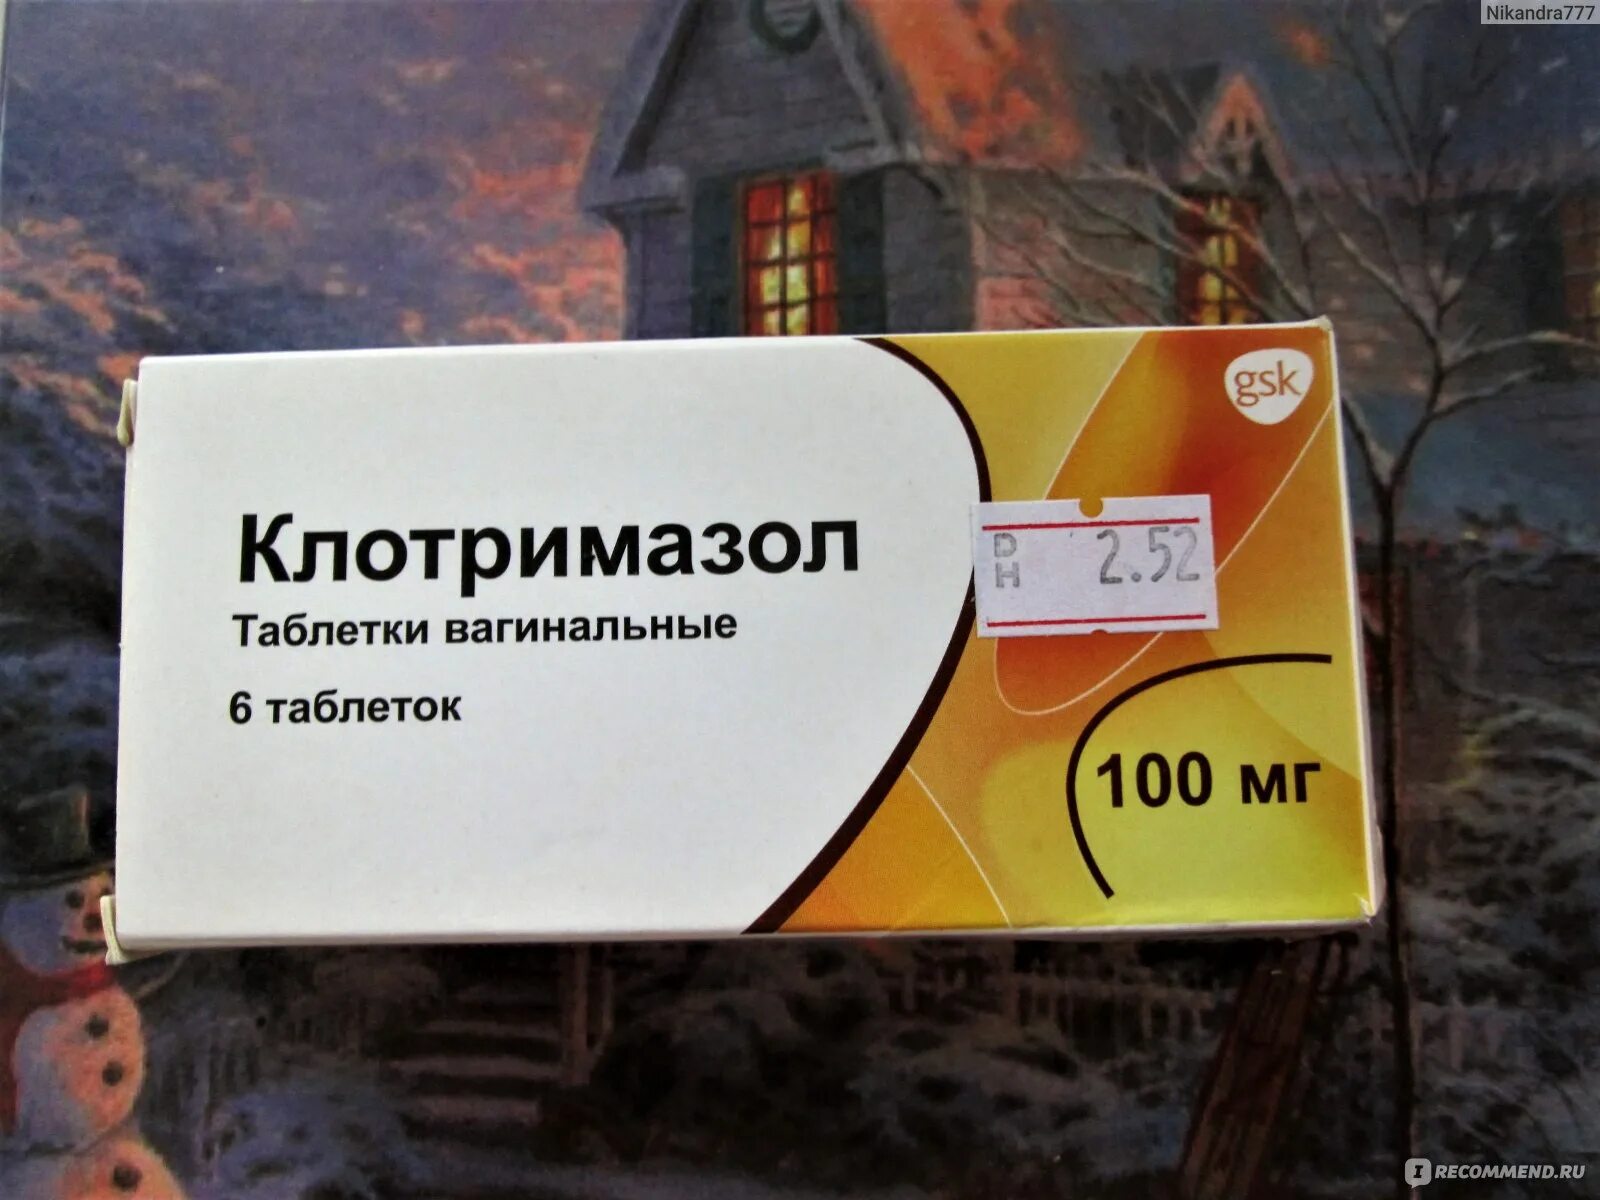 Nikandra777
gsk
Клотримазол
Таблетки вагинальные
6 таблеток
2.52
100 мг
I RECOMMEND.RU